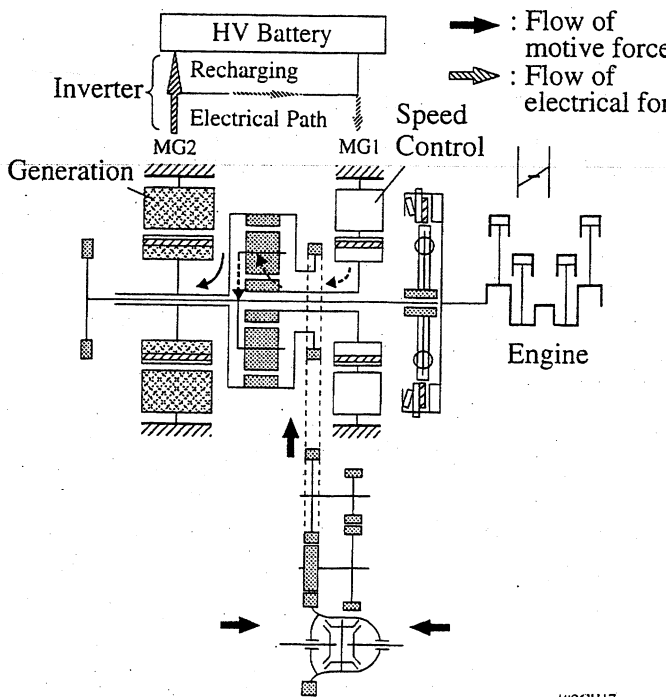 HV Battery
: Flow of
motive force
Recharging
: Flow of
electrical for
Inverter
Electrical Path
Speed
Control
MG2
MG1
Generation
Engine